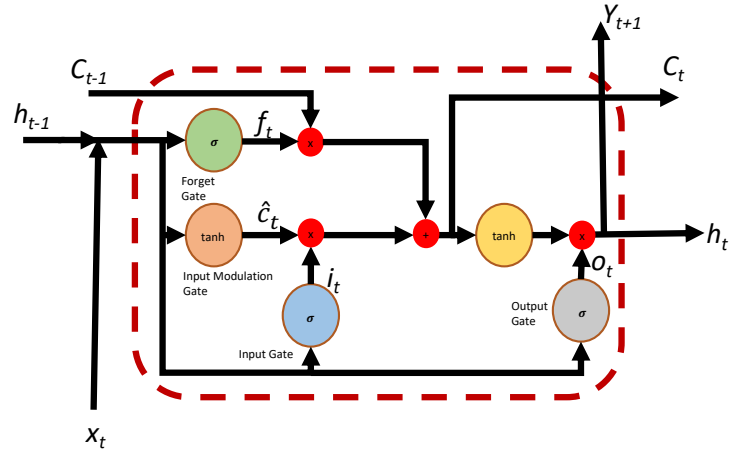 Y_{t+1}
C_{t-1}
C_t
h_{t-1}
f_t
σ
x
Forget
Gate
ĉ_t
tanh
x
+
tanh
x
h_t
Input Modulation
Gate
i_t
o_t
σ
Output
Gate
σ
Input Gate
x_t